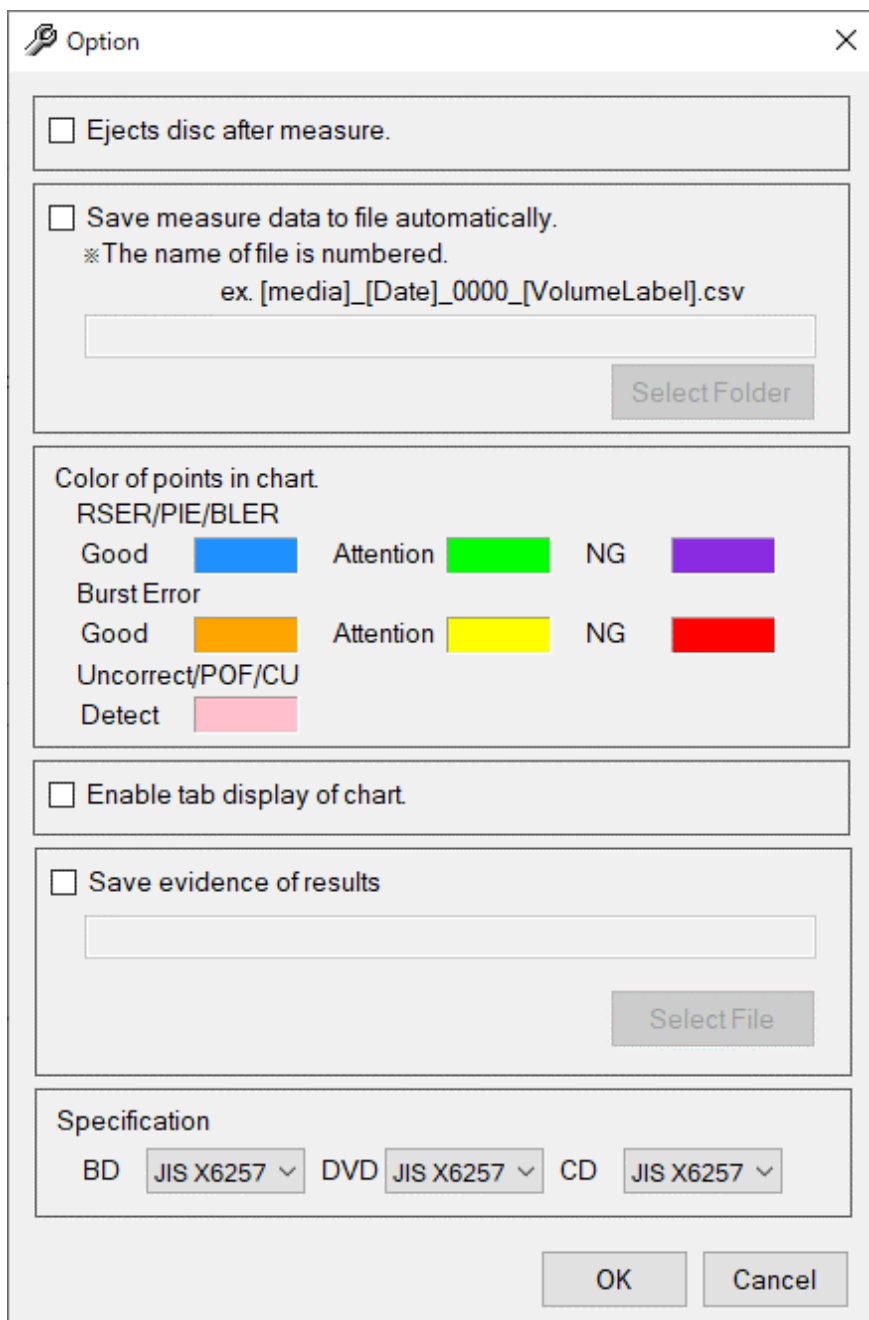 Option
Ejects disc after measure.
Save measure data to file automatically.
※The name of file is numbered.
ex. [media]_[Date]_0000_[VolumeLabel].csv
Select Folder
Color of points in chart.
RSER/PIE/BLER
Good Attention NG
Burst Error
Good Attention NG
Uncorrect/POF/CU
Detect
Enable tab display of chart.
Save evidence of results
Select File
Specification
BD JIS X6257 DVD JIS X6257 CD JIS X6257
OK Cancel